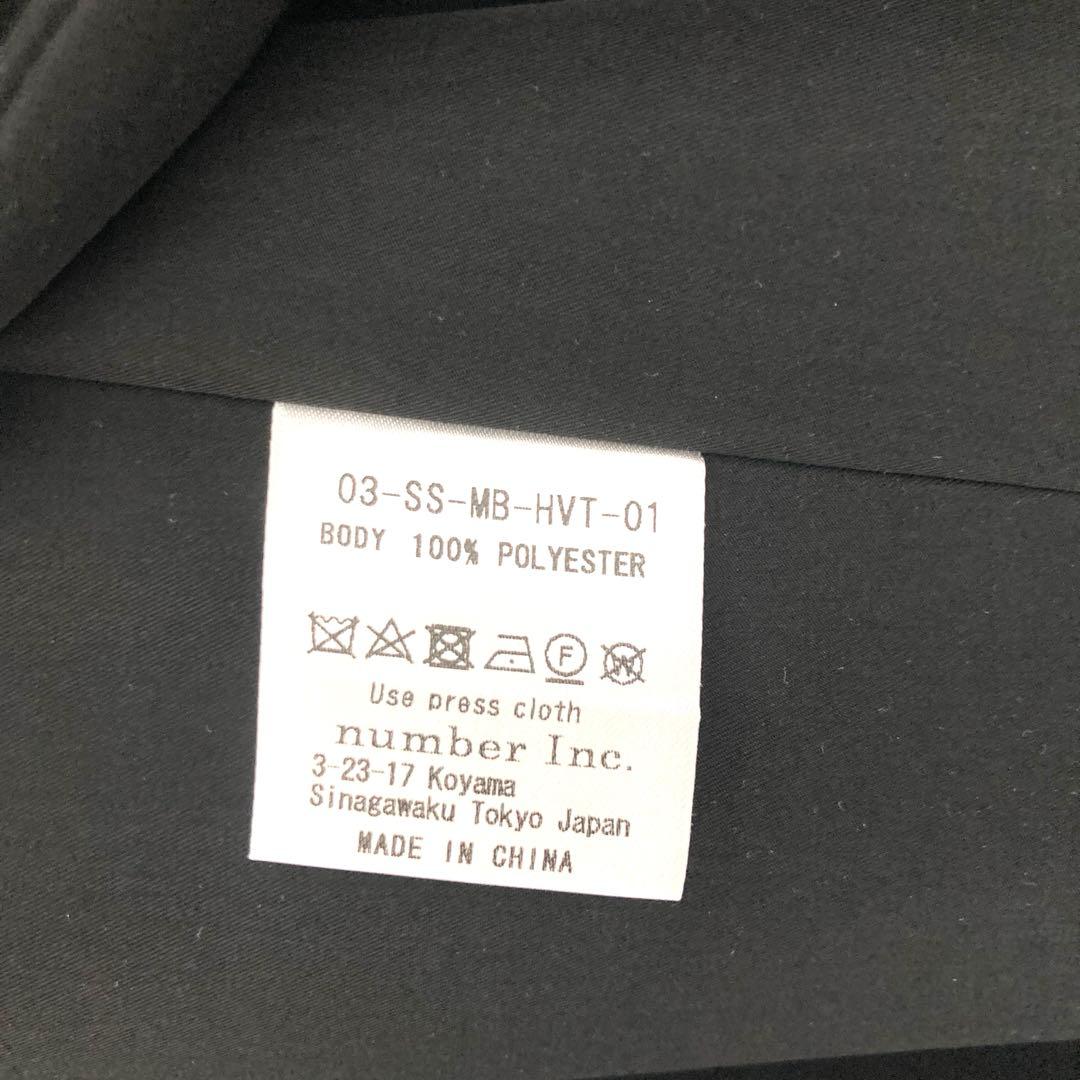 03-SS-MB-HVT-01
BODY 100% POLYESTER
F W
Use press cloth
number Inc.
3-23-17 Koyama
Sinagawaku Tokyo Japan
MADE IN CHINA